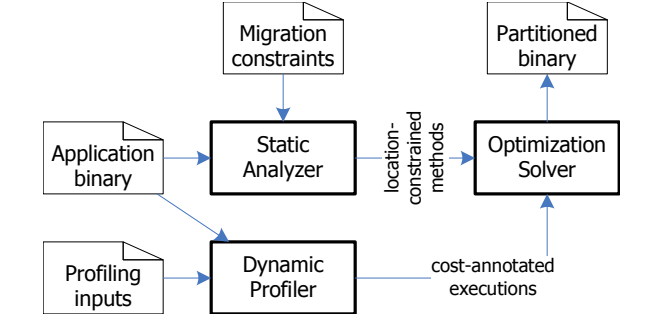 Migration
constraints
Partitioned
binary
Application
binary
Static
Analyzer
location-
constrained
methods
Optimization
Solver
Profiling
inputs
Dynamic
Profiler
cost-annotated
executions